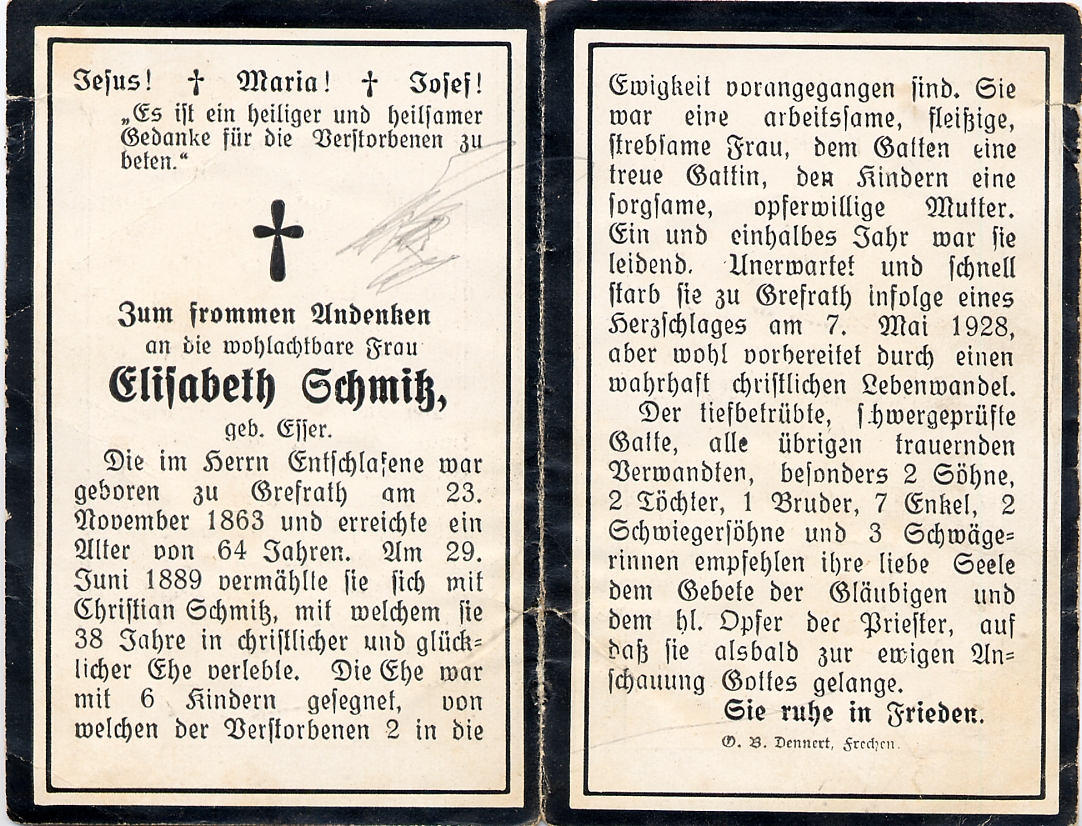 Jesus! † Maria! † Josef!
„Es ist ein heiliger und heilsamer
Gedanke für die Verstorbenen zu
beten.“
Zum frommen Andenken
an die wohlachtbare Frau
Elisabeth Schmitz,
geb. Esser.
Die im Herrn Entschlafene war
geboren zu Grefrath am 23.
November 1863 und erreichte ein
Alter von 64 Jahren. Am 29.
Juni 1889 vermählte sie sich mit
Christian Schmitz, mit welchem sie
38 Jahre in christlicher und glück-
licher Ehe verlebte. Die Ehe war
mit 6 Kindern gesegnet, von
welchen der Verstorbenen 2 in die
Ewigkeit vorangegangen sind. Sie
war eine arbeitsame, fleißige,
strebsame Frau, dem Gatten eine
treue Gattin, den Kindern eine
sorgsame, opferwillige Mutter.
Ein und einhalbes Jahr war sie
leidend. Unerwartet und schnell
starb sie zu Grefrath infolge eines
Herzschlages am 7. Mai 1928,
aber wohl vorbereitet durch einen
wahrhaft christlichen Lebenwandel.
Der tiefbetrübte, schwergeprüfte
Gatte, alle übrigen trauernden
Verwandten, besonders 2 Söhne,
2 Töchter, 1 Bruder, 7 Enkel, 2
Schwiegersöhne und 3 Schwäge-
rinnen empfehlen ihre liebe Seele
dem Gebete der Gläubigen und
dem hl. Opfer der Priester, auf
daß sie alsbald zur ewigen An-
schauung Gottes gelange.
Sie ruhe in Frieden.
O. B. Dennert, Frechen.